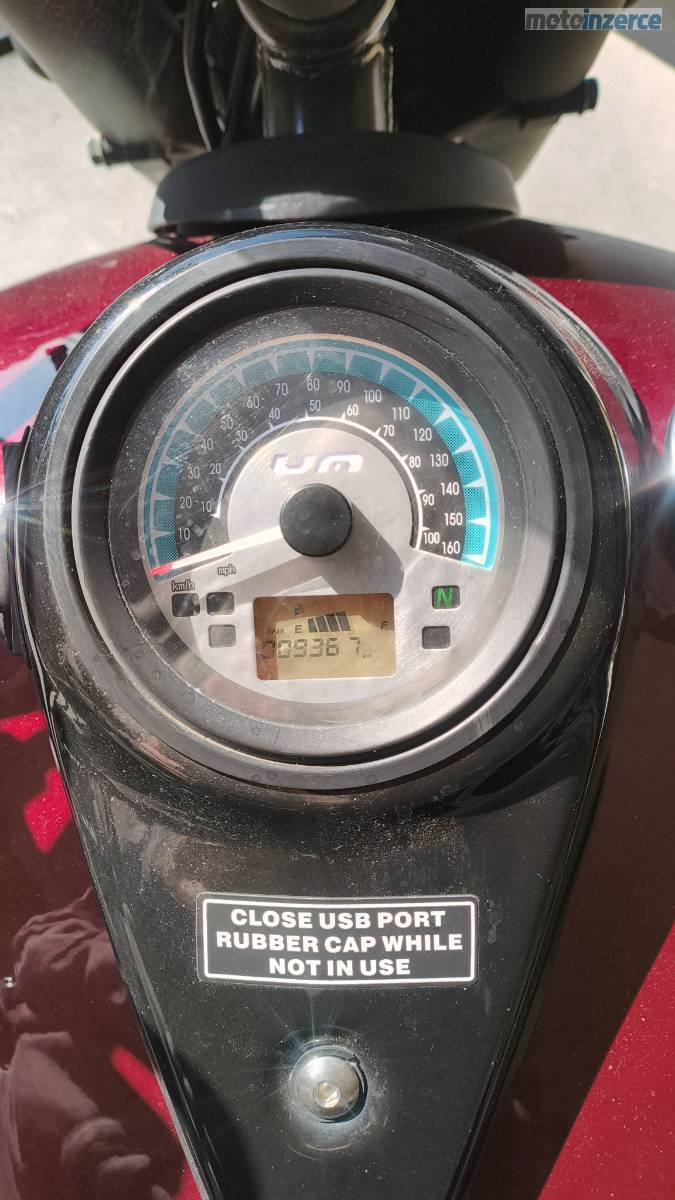 motoinzerce
10 20 30 40 50 60 70 80 90 100 110 120 130 140 150 160
10 20 30 40 50 60 70 80 90 100
UM
km/h
mph
N
E F
009367
CLOSE USB PORT
RUBBER CAP WHILE
NOT IN USE